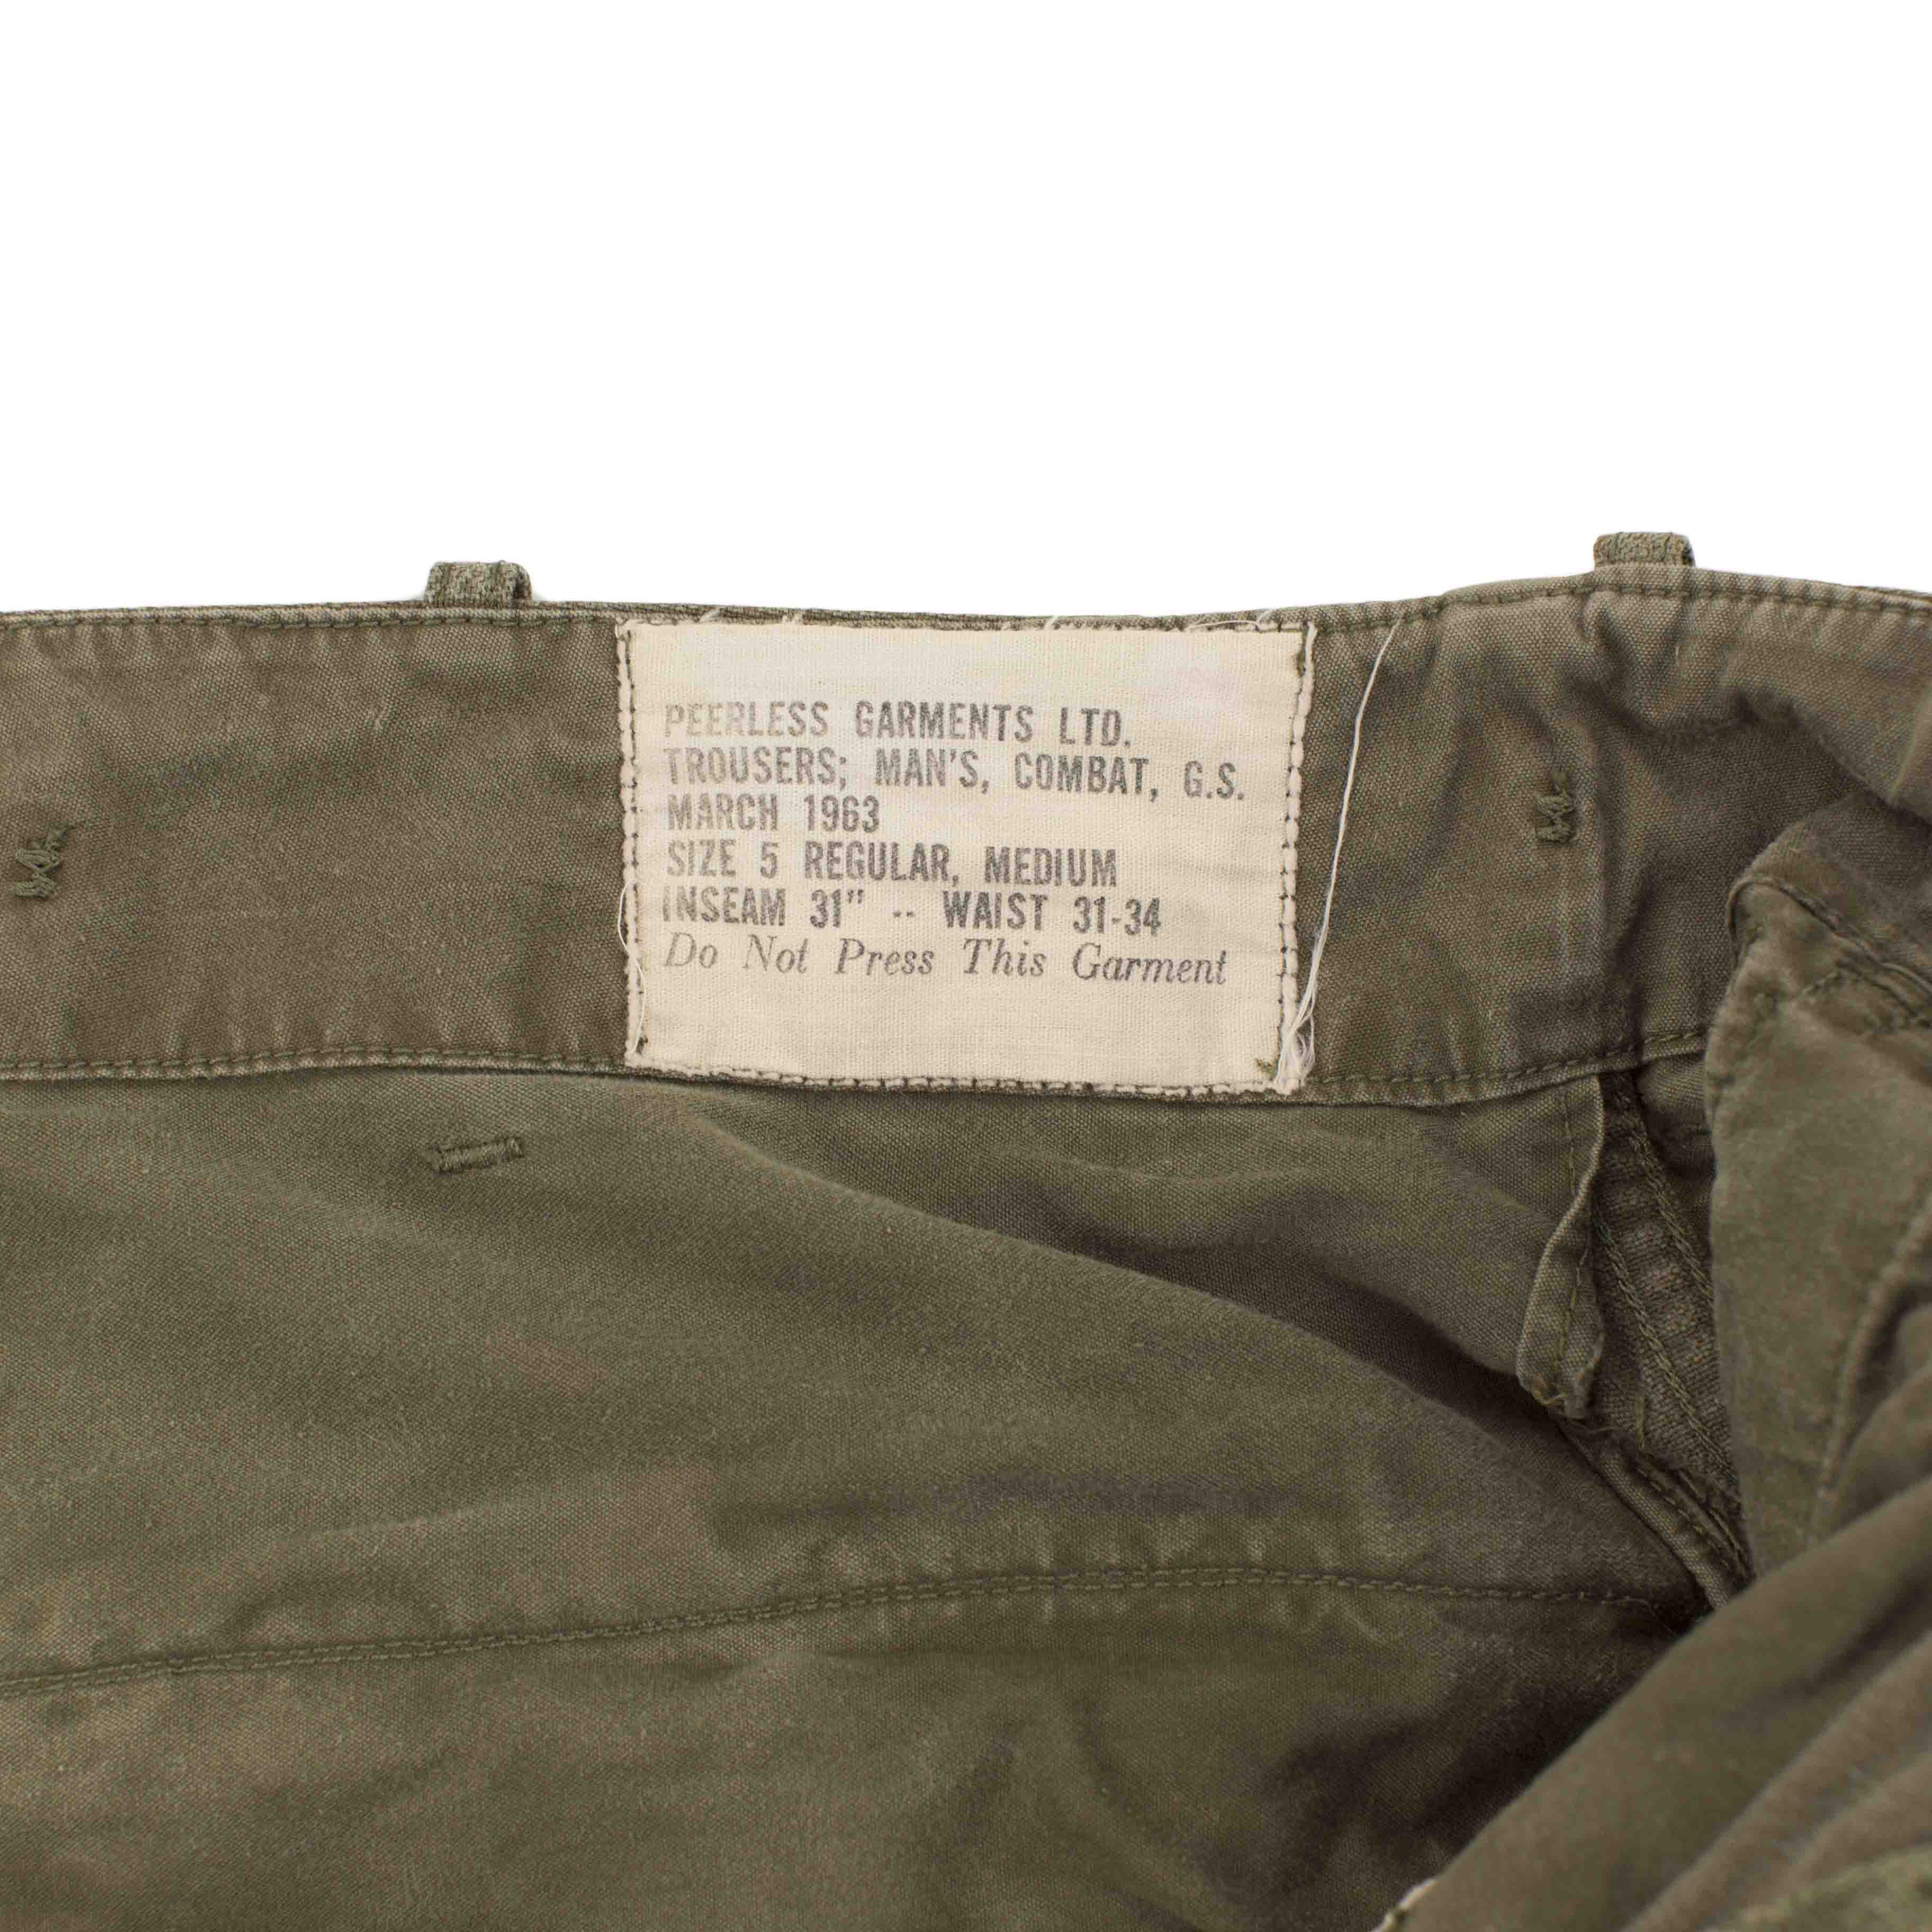 PEERLESS GARMENTS LTD.
TROUSERS; MAN'S, COMBAT, G.S.
MARCH 1963
SIZE 5 REGULAR, MEDIUM
INSEAM 31" -- WAIST 31-34
Do Not Press This Garment